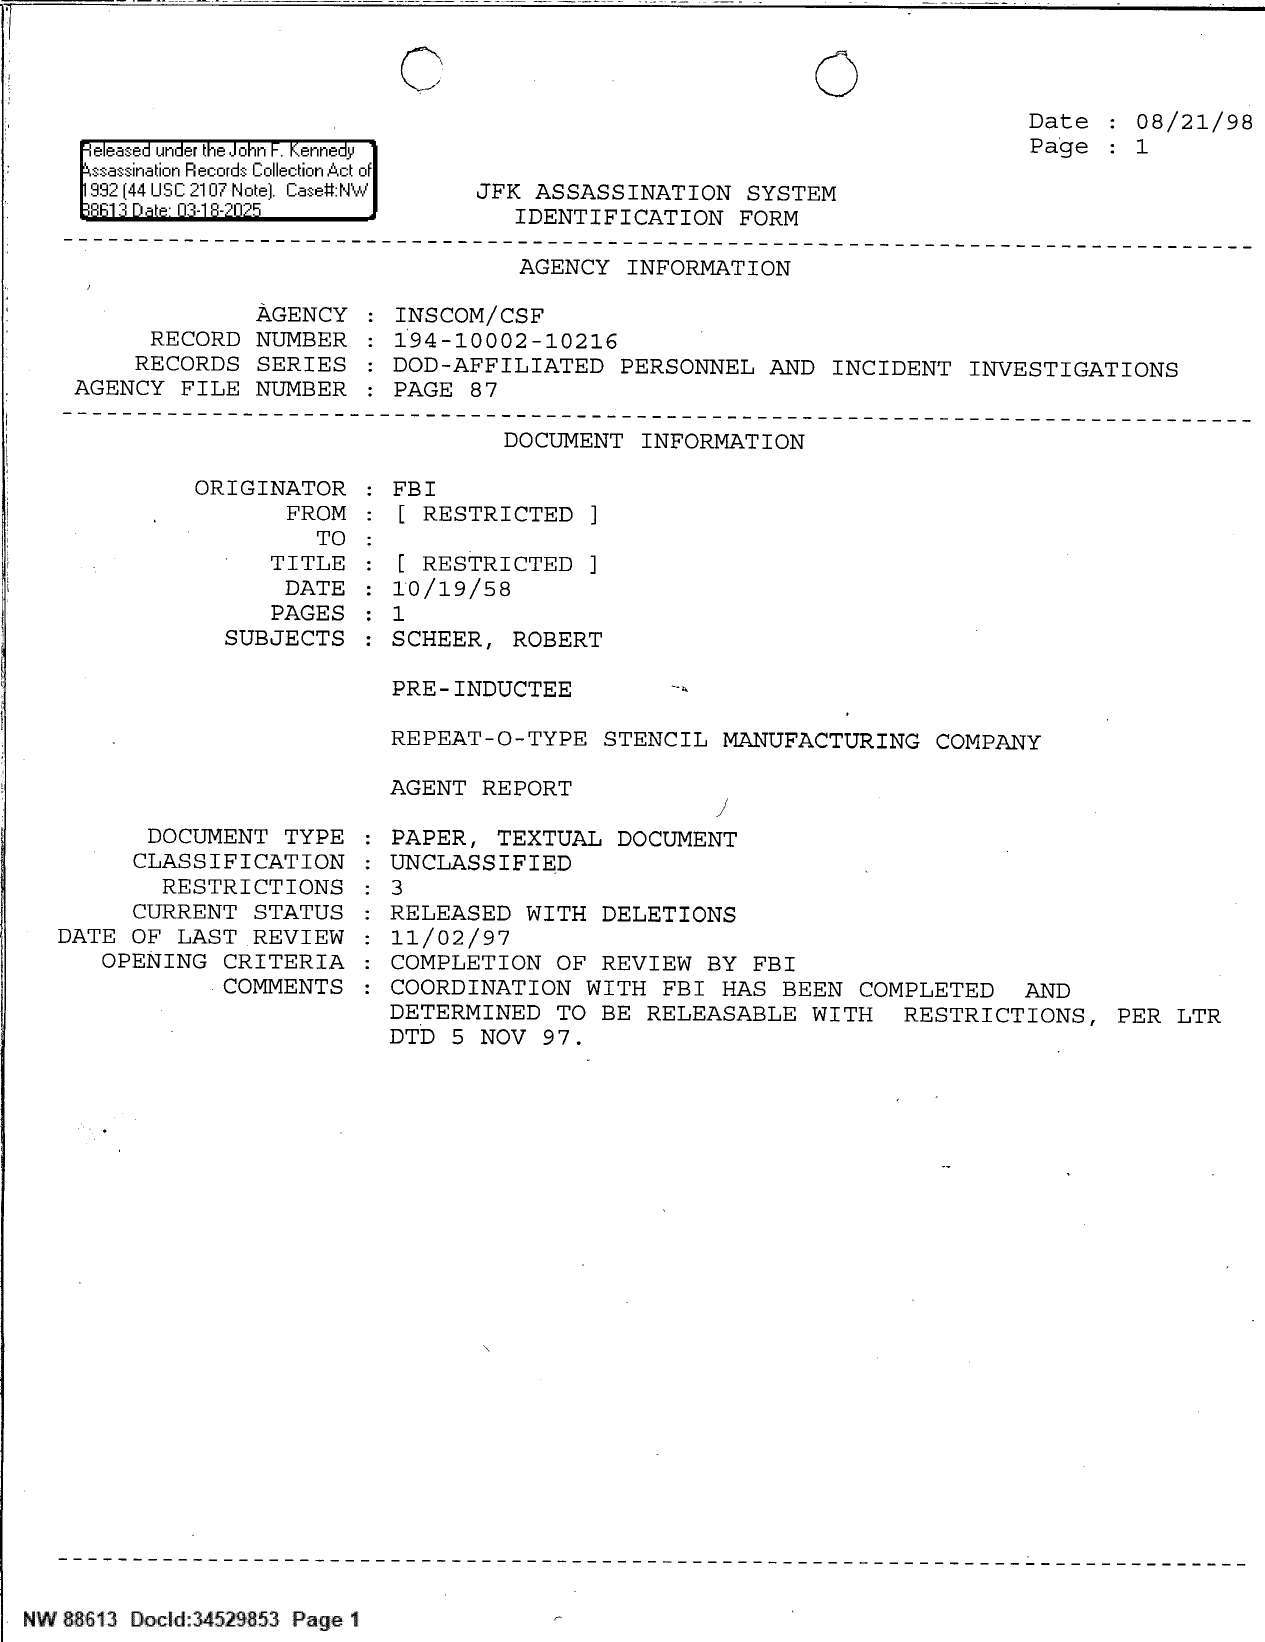 Date : 08/21/98
Page : 1
Released under the John F. Kennedy
Assassination Records Collection Act of
1992 (44 USC 2107 Note). Case#:NW
88613 Date: 03-18-2025
JFK ASSASSINATION SYSTEM
IDENTIFICATION FORM
AGENCY INFORMATION
AGENCY : INSCOM/CSF
RECORD NUMBER : 194-10002-10216
RECORDS SERIES : DOD-AFFILIATED PERSONNEL AND INCIDENT INVESTIGATIONS
AGENCY FILE NUMBER : PAGE 87
DOCUMENT INFORMATION
ORIGINATOR : FBI
FROM : [ RESTRICTED ]
TO :
TITLE : [ RESTRICTED ]
DATE : 10/19/58
PAGES : 1
SUBJECTS : SCHEER, ROBERT
PRE-INDUCTEE
REPEAT-O-TYPE STENCIL MANUFACTURING COMPANY
AGENT REPORT
DOCUMENT TYPE : PAPER, TEXTUAL DOCUMENT
CLASSIFICATION : UNCLASSIFIED
RESTRICTIONS : 3
CURRENT STATUS : RELEASED WITH DELETIONS
DATE OF LAST REVIEW : 11/02/97
OPENING CRITERIA : COMPLETION OF REVIEW BY FBI
COMMENTS : COORDINATION WITH FBI HAS BEEN COMPLETED AND
DETERMINED TO BE RELEASABLE WITH RESTRICTIONS, PER LTR
DTD 5 NOV 97.
NW 88613 DocId:34529853 Page 1